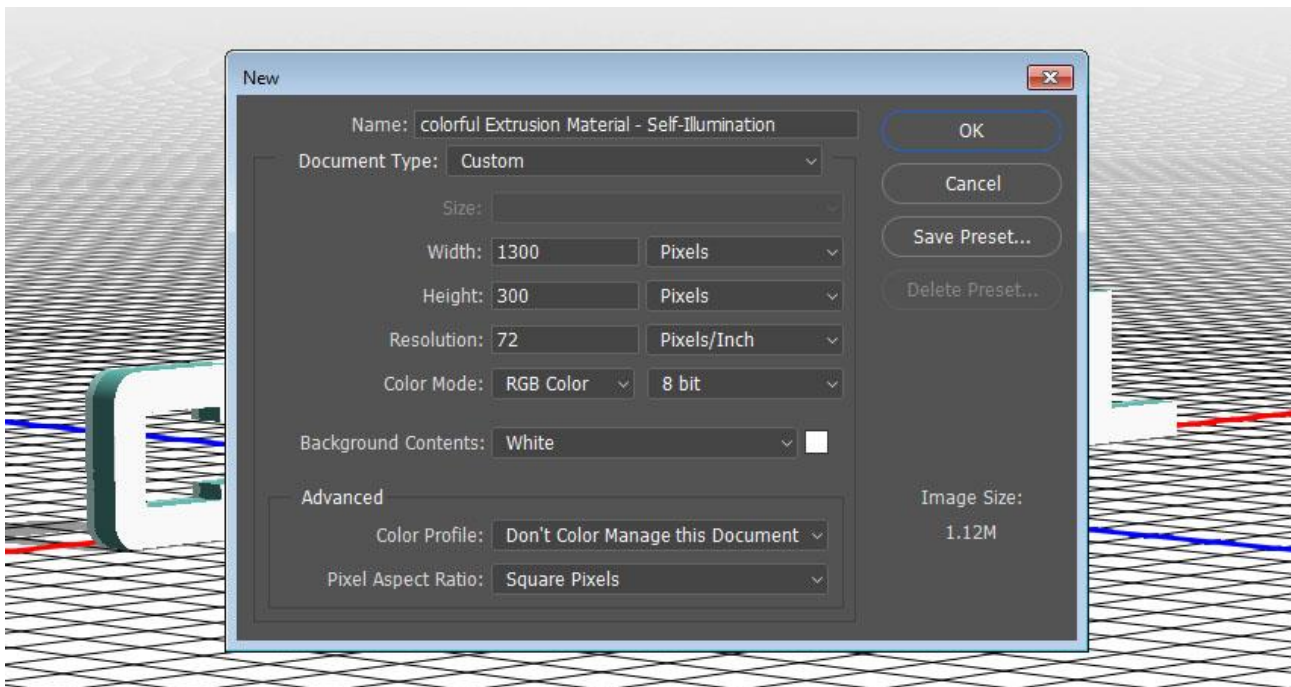 New
Name: colorful Extrusion Material - Self-Illumination
OK
Document Type: Custom
Cancel
Size:
Save Preset...
Width: 1300 Pixels
Delete Preset...
Height: 300 Pixels
Resolution: 72 Pixels/Inch
Color Mode: RGB Color 8 bit
Background Contents: White
Advanced
Image Size:
Color Profile: Don't Color Manage this Document
1.12M
Pixel Aspect Ratio: Square Pixels